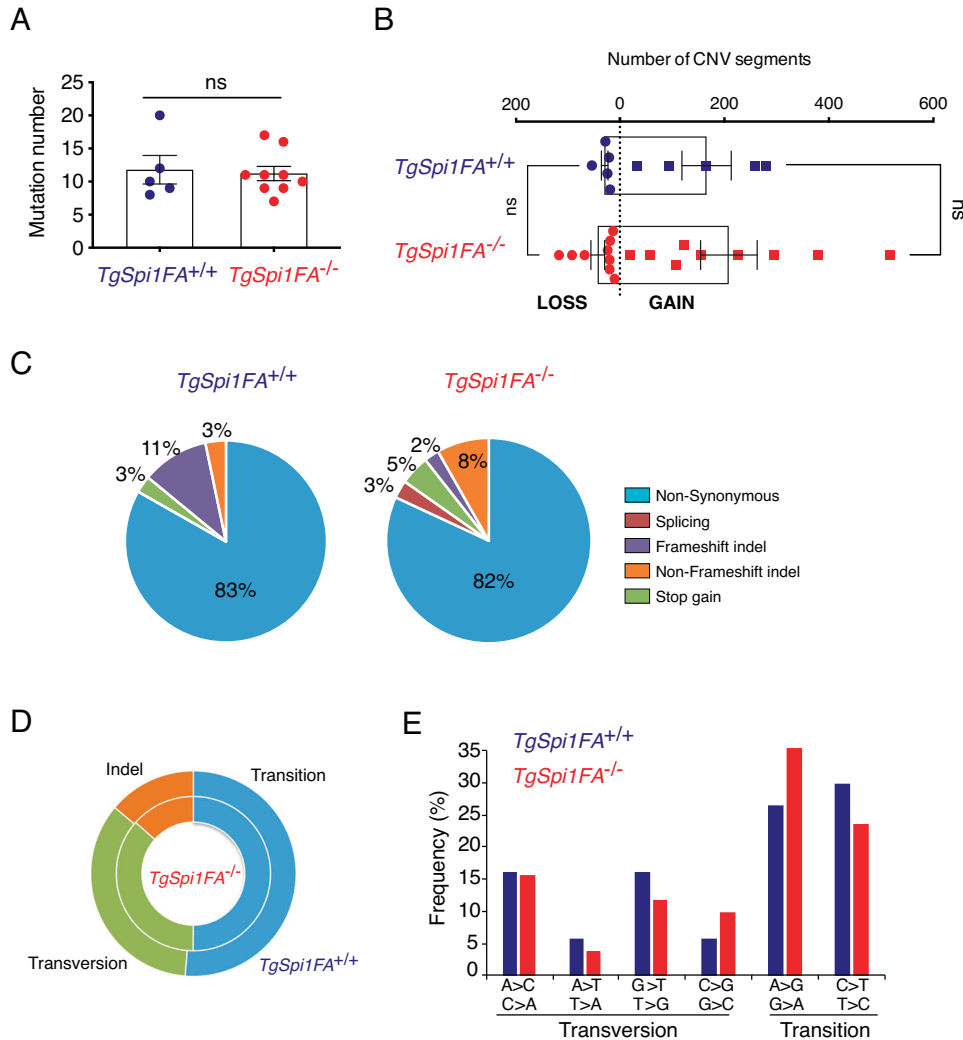 A
ns
Mutation number
25
20
15
10
5
0
TgSpi1FA+/+
TgSpi1FA-/-
B
Number of CNV segments
200
0
200
400
600
TgSpi1FA+/+
TgSpi1FA-/-
ns
ns
LOSS
GAIN
C
TgSpi1FA+/+
3%
11%
3%
83%
TgSpi1FA-/-
2%
5%
3%
8%
82%
Non-Synonymous
Splicing
Frameshift indel
Non-Frameshift indel
Stop gain
D
Indel
Transition
TgSpi1FA-/-
Transversion
TgSpi1FA+/+
E
TgSpi1FA+/+
TgSpi1FA-/-
Frequency (%)
35
30
25
20
15
10
5
0
A>C A>T G>T C>G A>G C>T
C>A T>A T>G G>C G>A T>C
Transversion Transition